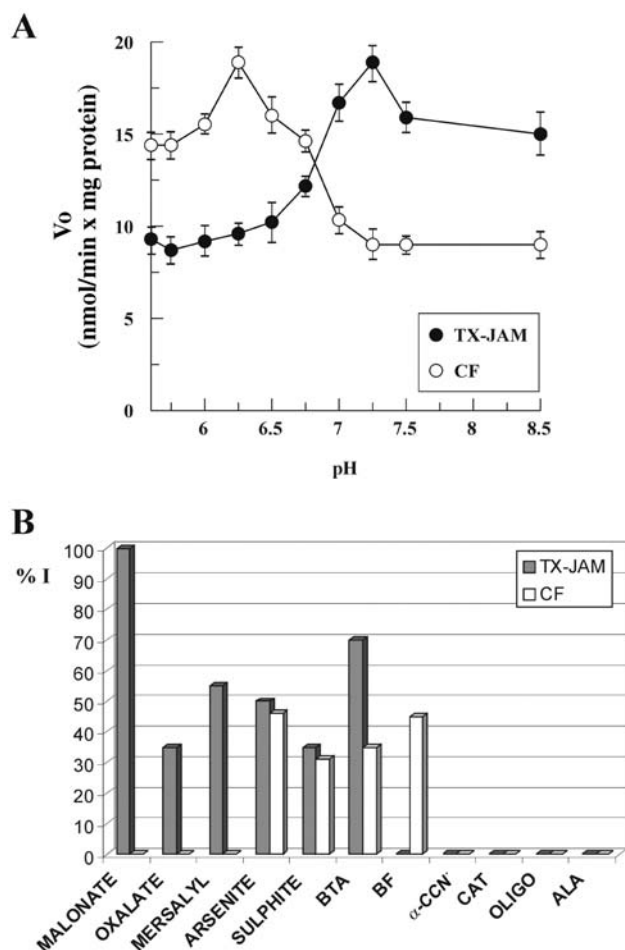 A
20
15
10
5
0
Vo
(nmol/min x mg protein)
TX-JAM
CF
6
6.5
7
7.5
8
8.5
pH
B
% I
100
90
80
70
60
50
40
30
20
10
0
TX-JAM
CF
MALONATE
OXALATE
MERSALYL
ARSENITE
SULPHITE
BTA
BF
α-CCN-
CAT
OLIGO
ALA